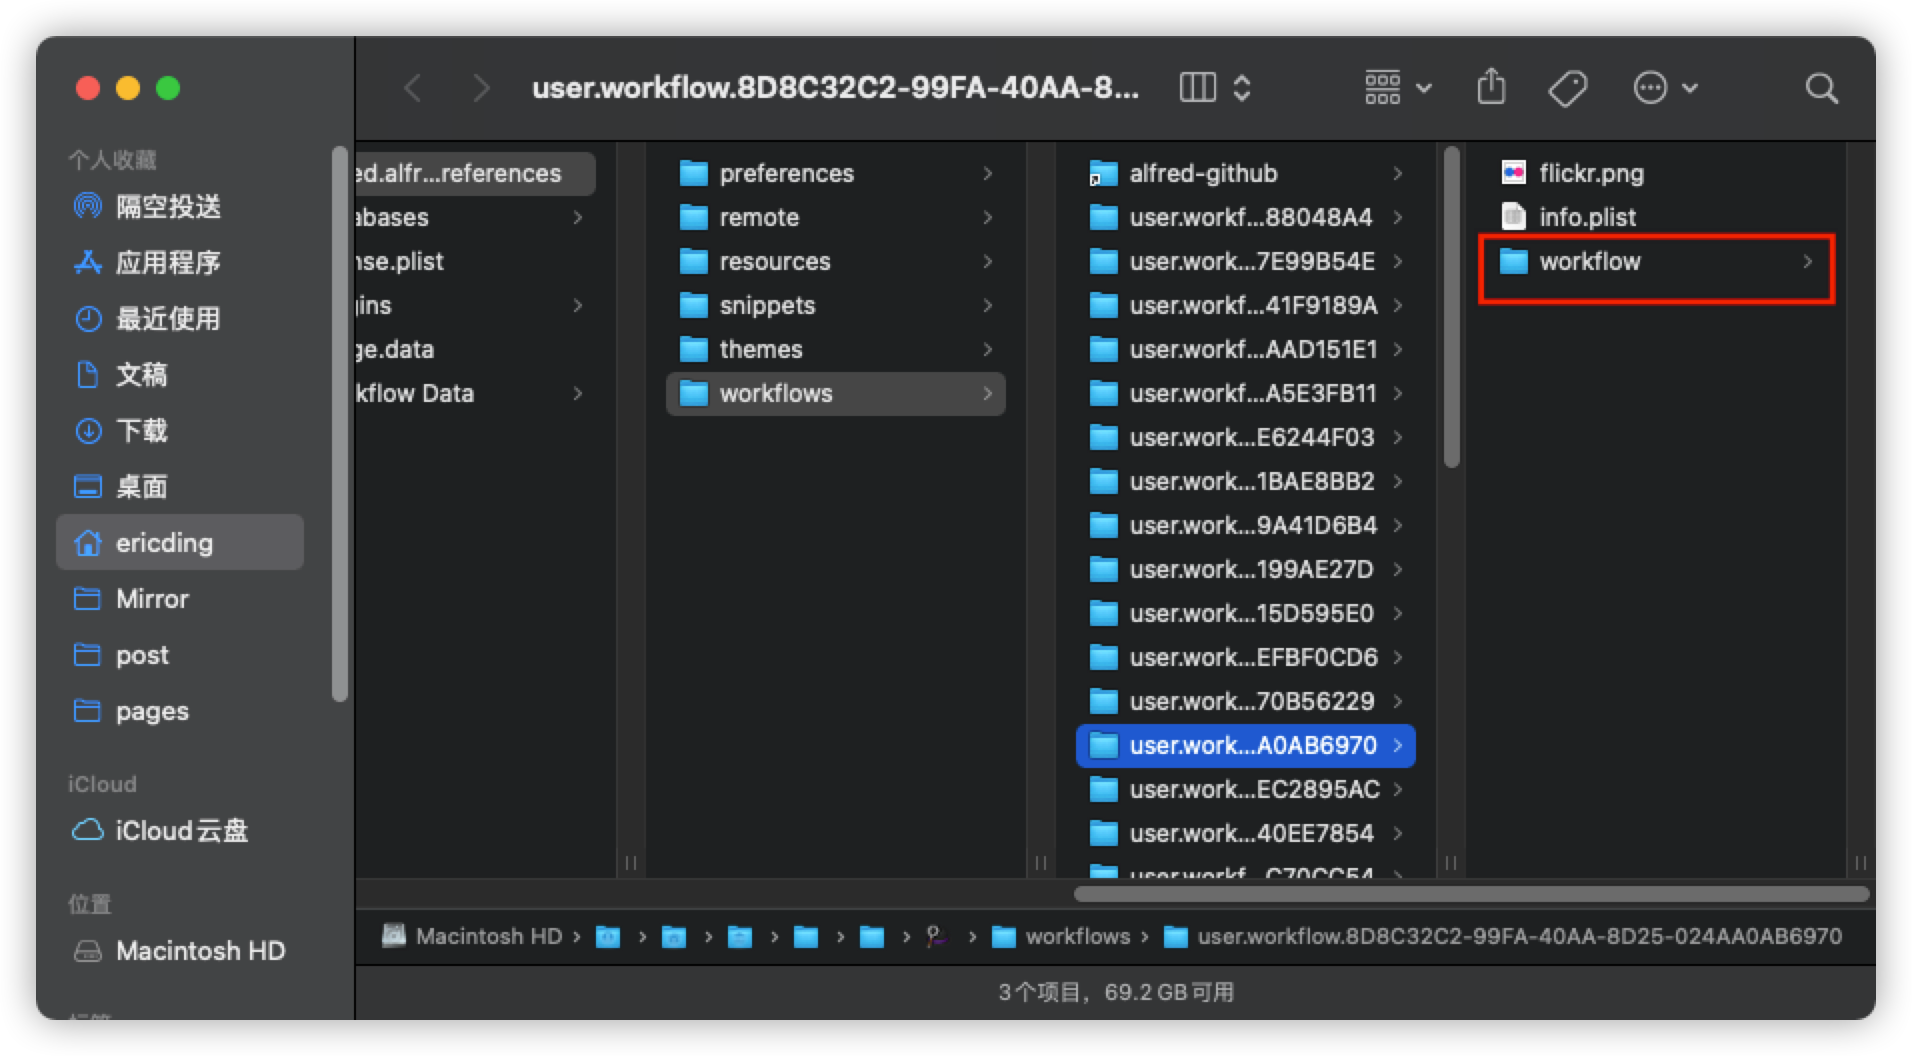 user.workflow.8D8C32C2-99FA-40AA-8...
个人收藏
隔空投送
应用程序
最近使用
文稿
下载
桌面
ericding
Mirror
post
pages
iCloud
iCloud云盘
位置
Macintosh HD
ed.alfr...references
abases
nse.plist
gins
ge.data
kflow Data
preferences
remote
resources
snippets
themes
workflows
alfred-github
user.workf...88048A4
user.work...7E99B54E
user.workf...41F9189A
user.workf...AAD151E1
user.workf...A5E3FB11
user.work...E6244F03
user.work...1BAE8BB2
user.work...9A41D6B4
user.work...199AE27D
user.work...15D595E0
user.work...EFBF0CD6
user.work...70B56229
user.work...A0AB6970
user.work...EC2895AC
user.work...40EE7854
user.workf...C70CC54
flickr.png
info.plist
workflow
Macintosh HD › workflows › user.workflow.8D8C32C2-99FA-40AA-8D25-024AA0AB6970
3个项目，69.2 GB可用